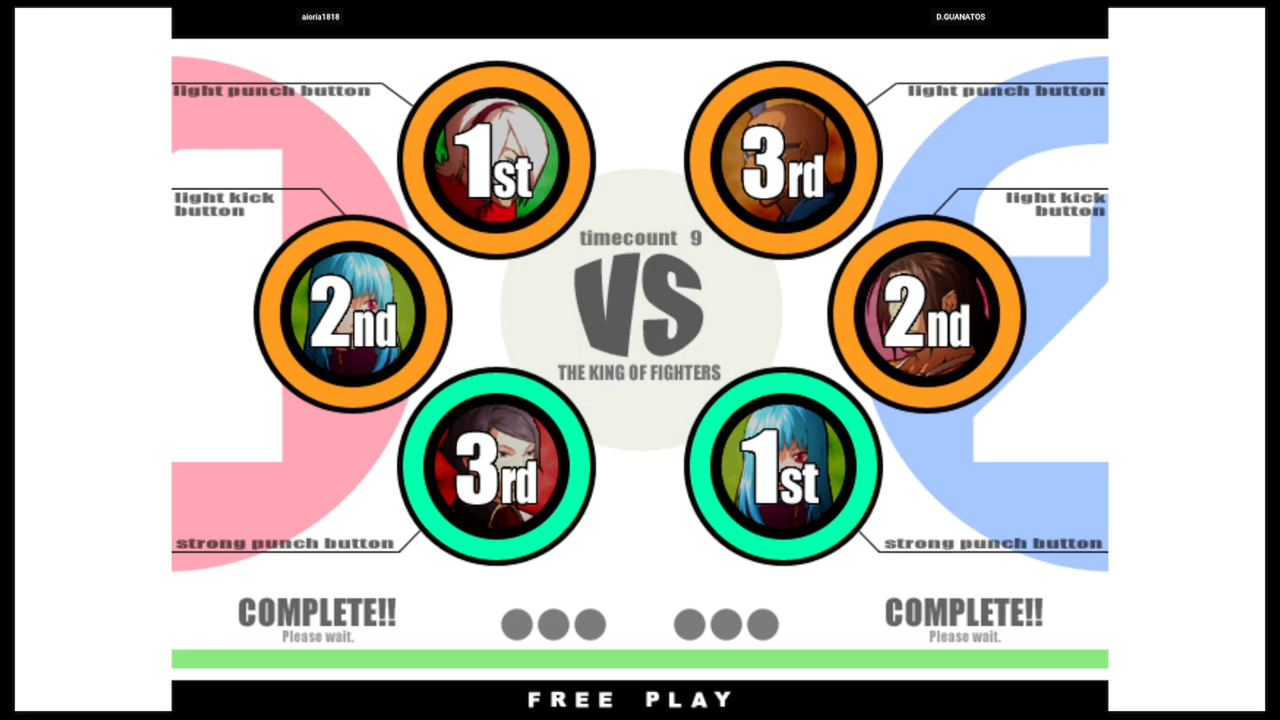 aioria1818
D.GUANATOS
light punch button
light punch button
1st
3rd
light kick
button
light kick
button
timecount 9
VS
THE KING OF FIGHTERS
2nd
2nd
3rd
1st
strong punch button
strong punch button
COMPLETE!!
Please wait.
COMPLETE!!
Please wait.
FREE PLAY